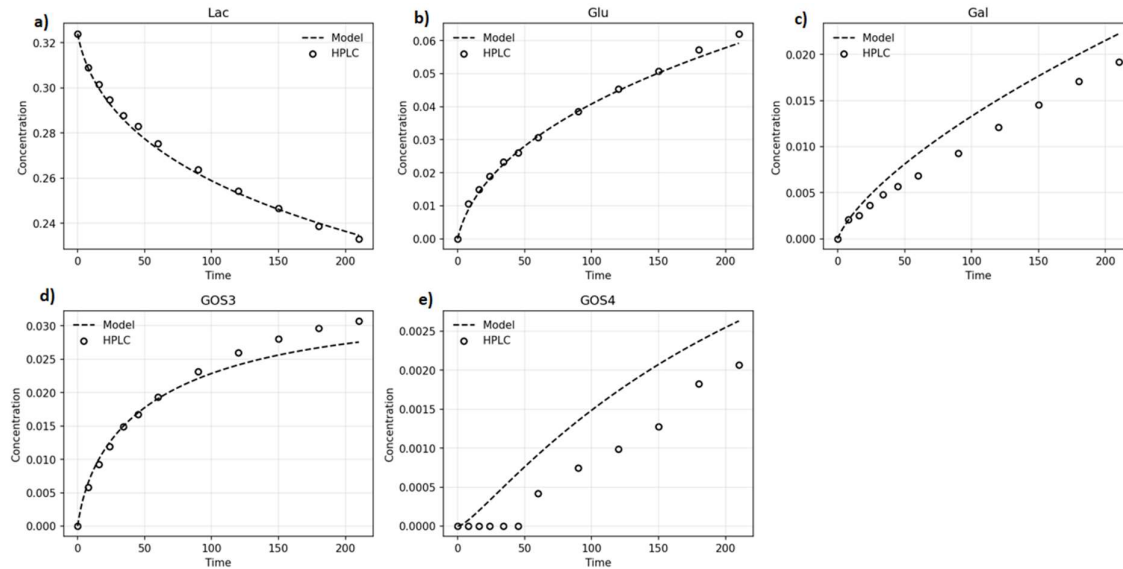 a)
Lac
Concentration
0.32
0.30
0.28
0.26
0.24
Model
HPLC
0
50
100
150
200
Time
b)
Glu
Concentration
0.06
0.05
0.04
0.03
0.02
0.01
0.00
Model
HPLC
0
50
100
150
200
Time
c)
Gal
Concentration
0.020
0.015
0.010
0.005
0.000
Model
HPLC
0
50
100
150
200
Time
d)
GOS3
Concentration
0.030
0.025
0.020
0.015
0.010
0.005
0.000
Model
HPLC
0
50
100
150
200
Time
e)
GOS4
Concentration
0.0025
0.0020
0.0015
0.0010
0.0005
0.0000
Model
HPLC
0
50
100
150
200
Time